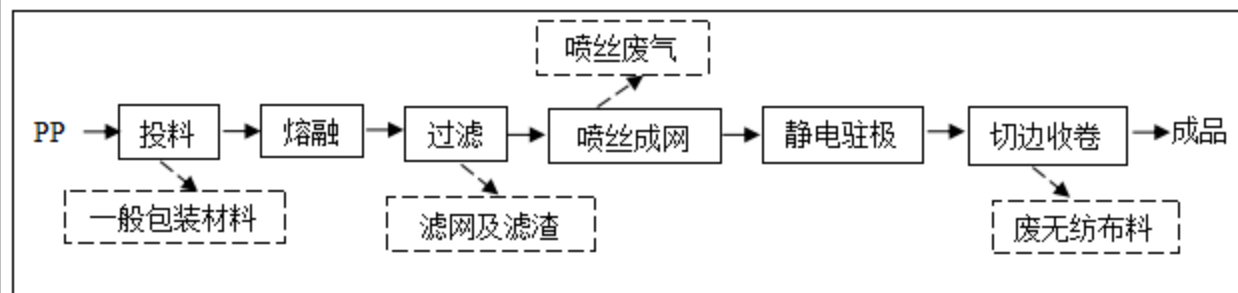 喷丝废气
PP
投料
熔融
过滤
喷丝成网
静电驻极
切边收卷
成品
一般包装材料
滤网及滤渣
废无纺布料